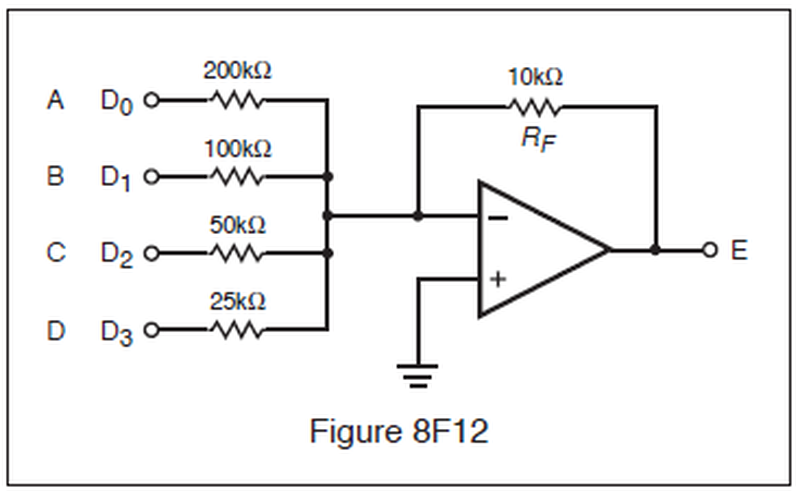 200kΩ
A D0
100kΩ
B D1
50kΩ
C D2
25kΩ
D D3
10kΩ
RF
−
+
E
Figure 8F12